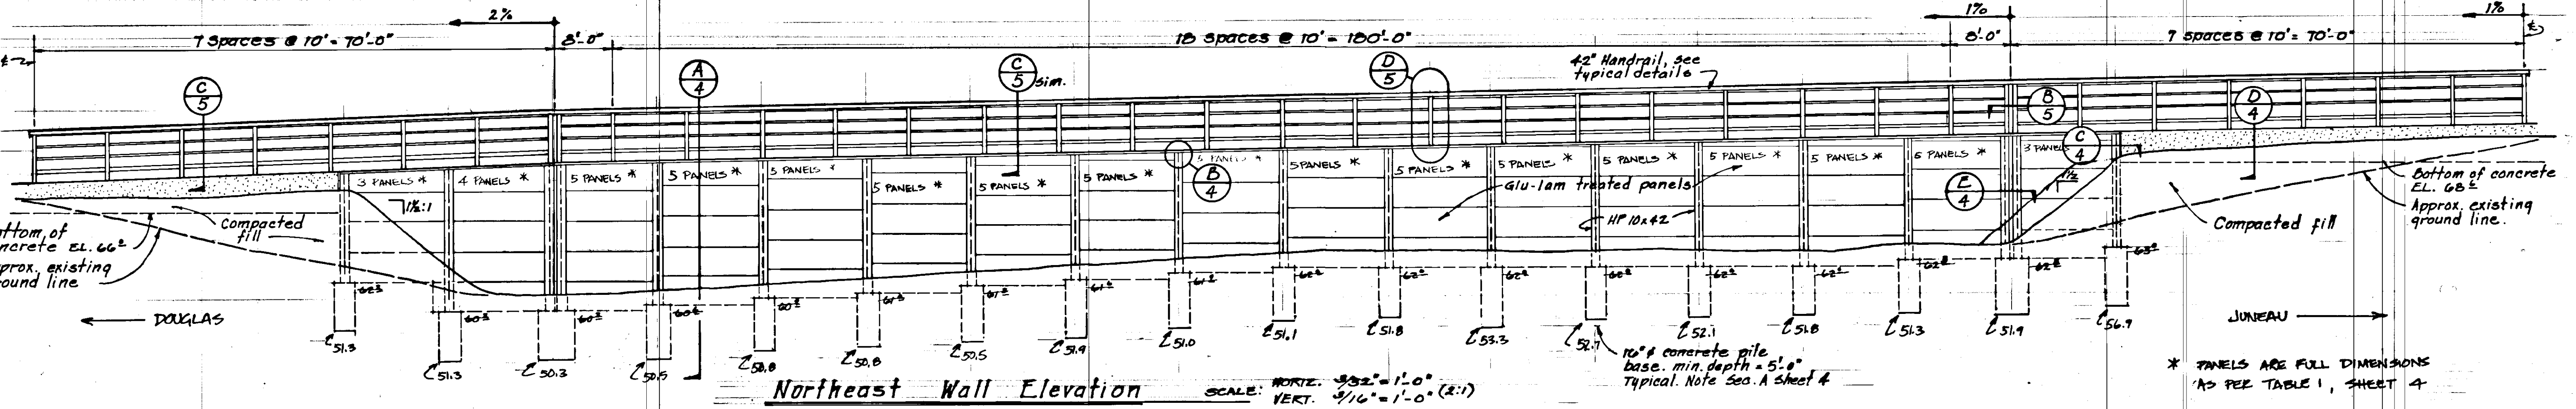 2% 1% 1%
7 Spaces @ 10' = 70'-0" 8'-0" 18 spaces @ 10' = 180'-0" 8'-0" 7 spaces @ 10' = 70'-0"
42" Handrail, see
typical details
C
5
A
4
C
5 sim.
D
5
B
5
D
4
C
4
B
4
E
4
3 PANELS * 4 PANELS * 5 PANELS * 5 PANELS * 5 PANELS * 5 PANELS * 5 PANELS * 5 PANELS * 5 PANELS * 5 PANELS * 5 PANELS * 5 PANELS * 5 PANELS * 5 PANELS * 5 PANELS * 5 PANELS * 3 PANELS
1½:1
1½
Glu-lam treated panels
HP 10x42
Compacted
fill
ottom of
ncrete EL. 66
prox. existing
ound line
Bottom of concrete
EL. 68
Approx. existing
ground line.
Compacted fill
DOUGLAS
JUNEAU
51.3 51.3 50.3 50.5 50.8 50.8 50.5 51.9 51.0 51.1 51.8 53.3 52.7 52.1 51.8 51.3 51.9 56.9
16" ø concrete pile
base. min. depth = 5'-0"
Typical. Note Sec. A Sheet 4
Northeast Wall Elevation
SCALE: HORIZ. 3/32" = 1'-0"
VERT. 3/16" = 1'-0" (2:1)
* PANELS ARE FULL DIMENSIONS
AS PER TABLE 1, SHEET 4